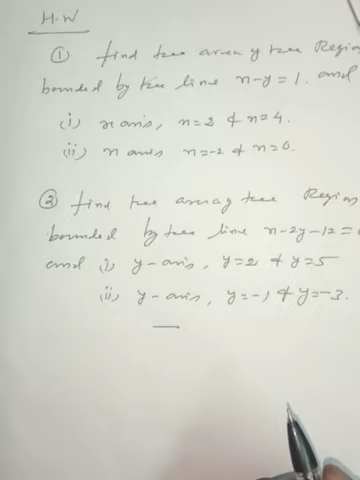 H.W
① find the area of the Region
bounded by the line x-y=1. and
(i) x axis, x=2 & x=4.
(ii) x axis x=-2 & x=0.
② find the area of the Region
bounded by the line x-2y-12=0
and (i) y-axis, y=2 & y=5
(ii) y-axis, y=-1 & y=-3.